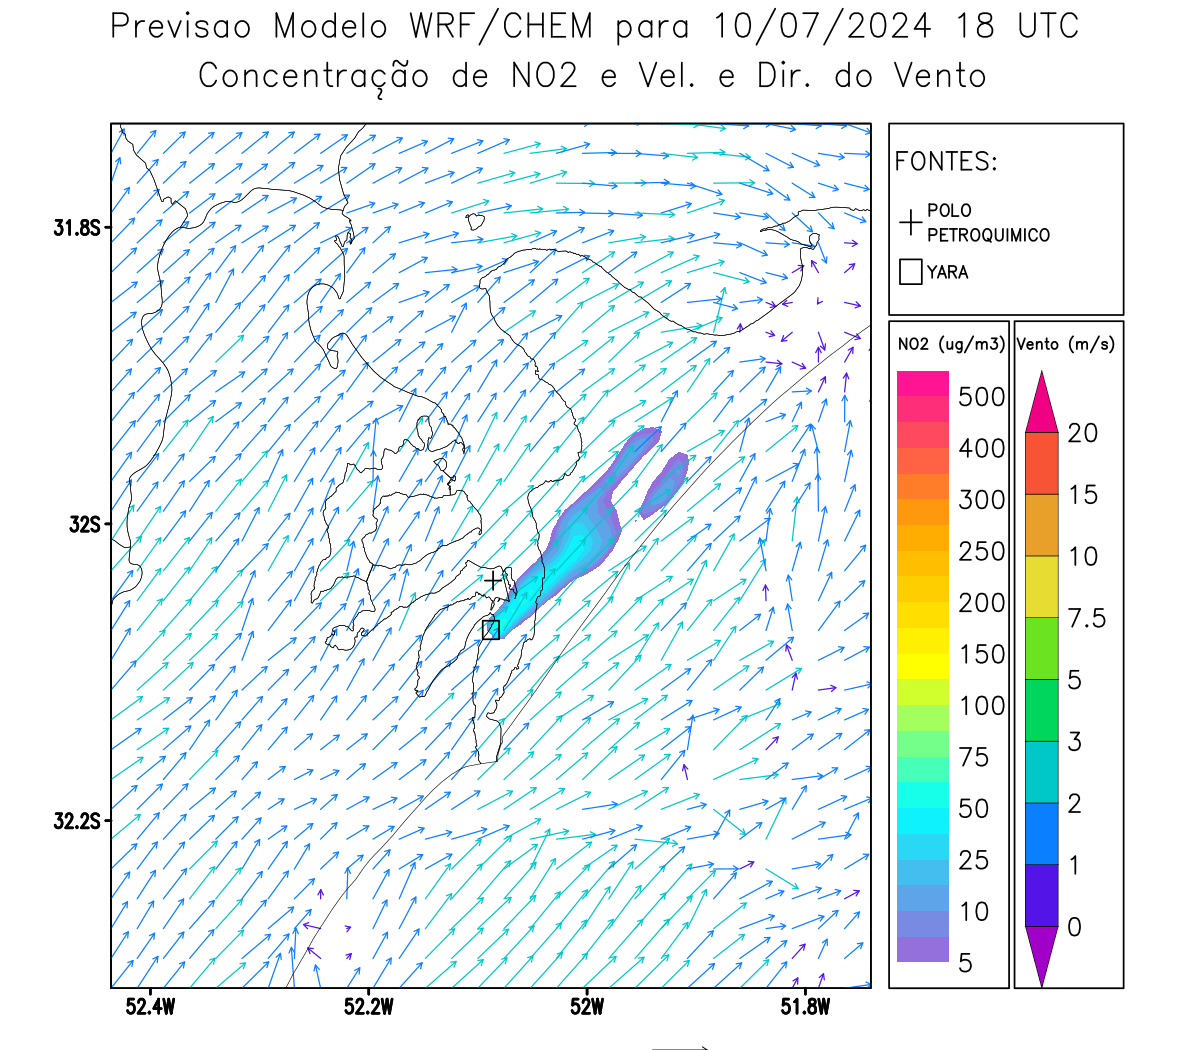 Previsao Modelo WRF/CHEM para 10/07/2024 18 UTC
Concentração de NO2 e Vel. e Dir. do Vento
FONTES:
POLO
PETROQUIMICO
YARA
NO2 (ug/m3)
500
400
300
250
200
150
100
75
50
25
10
5
Vento (m/s)
20
15
10
7.5
5
3
2
1
0
31.8S
32S
32.2S
52.4W
52.2W
52W
51.8W